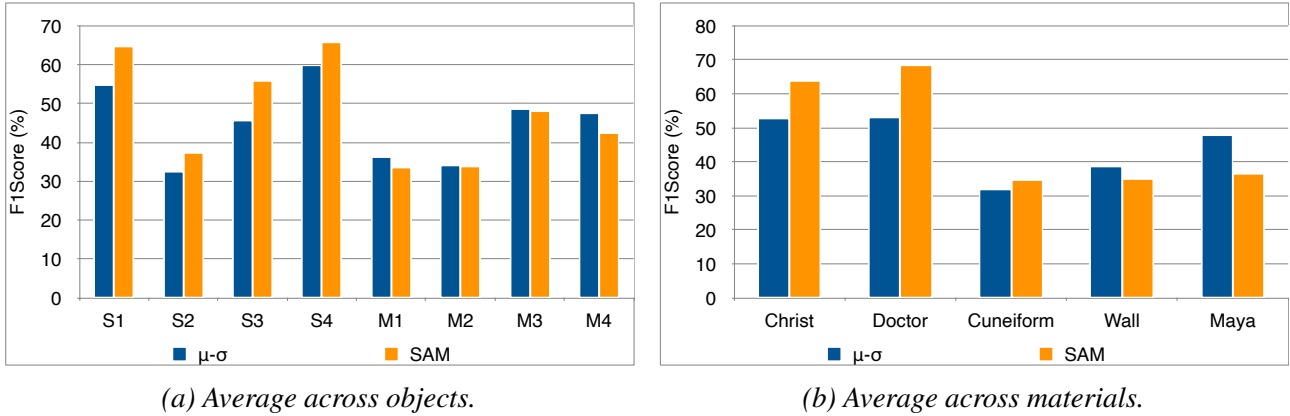 70
60
50
40
30
20
10
0
F1Score (%)
S1 S2 S3 S4 M1 M2 M3 M4
μ-σ SAM
(a) Average across objects.
80
70
60
50
40
30
20
10
0
F1Score (%)
Christ Doctor Cuneiform Wall Maya
μ-σ SAM
(b) Average across materials.